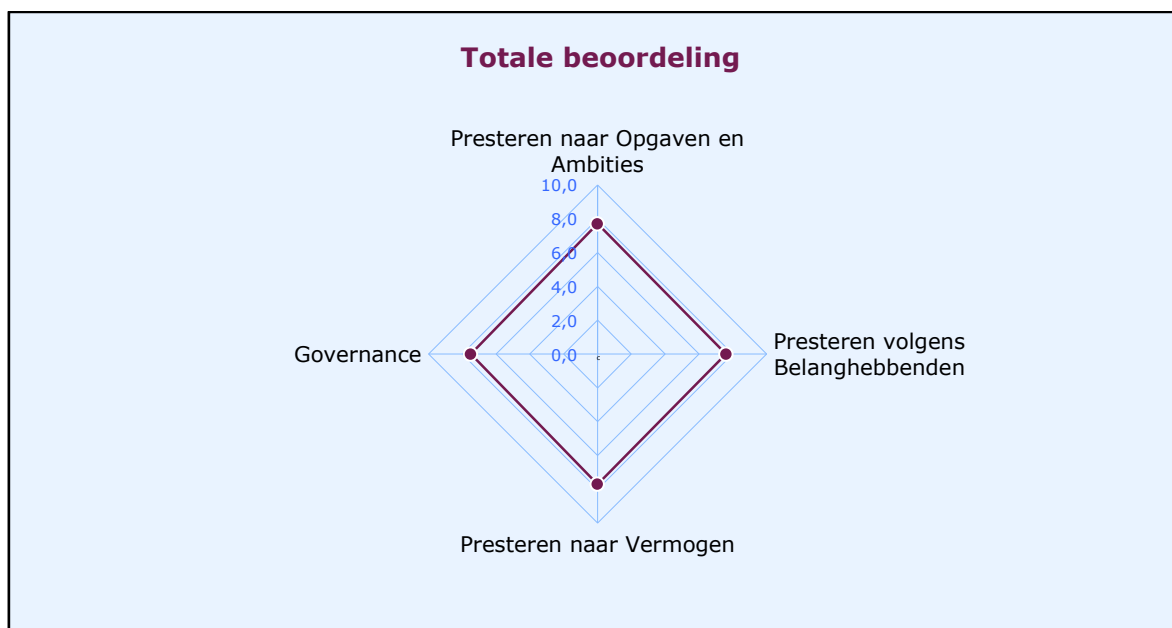 Totale beoordeling
Presteren naar Opgaven en
Ambities
10,0
8,0
6,0
4,0
2,0
0,0
c
Governance
Presteren volgens
Belanghebbenden
Presteren naar Vermogen